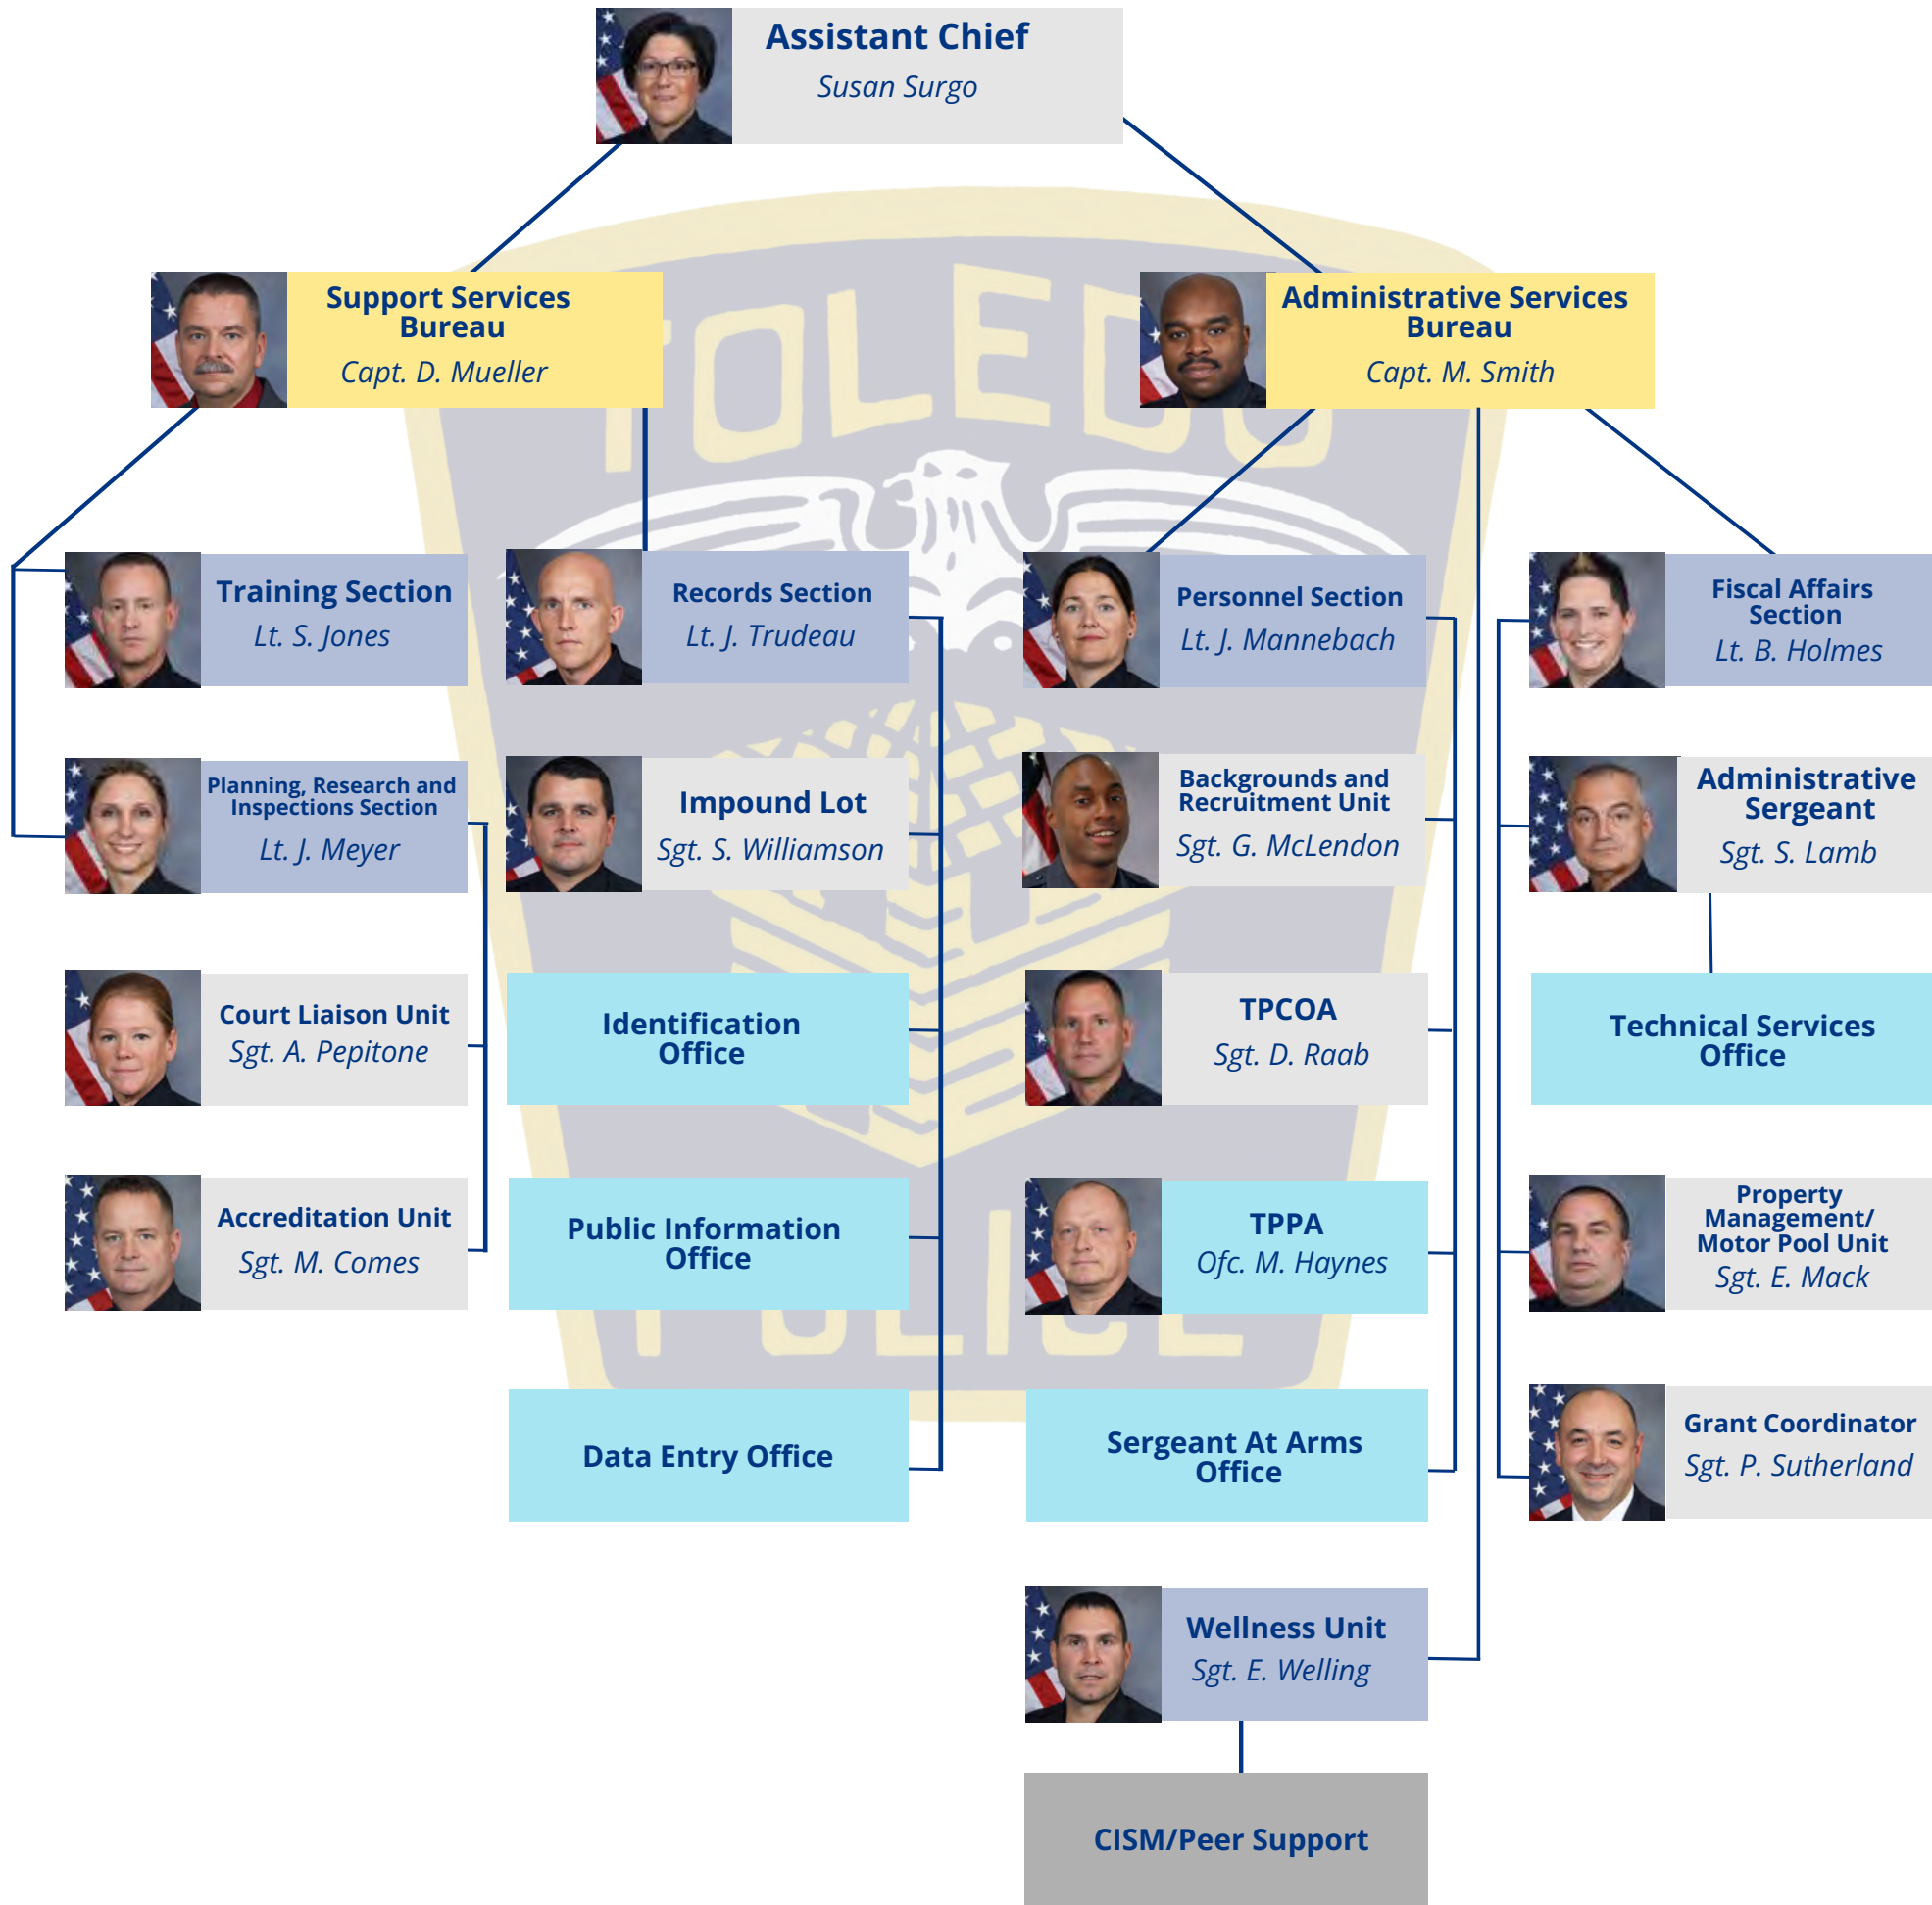 Assistant Chief
Susan Surgo
TOLEDO
POLICE
Support Services
Bureau
Capt. D. Mueller
Administrative Services
Bureau
Capt. M. Smith
Training Section
Lt. S. Jones
Records Section
Lt. J. Trudeau
Personnel Section
Lt. J. Mannebach
Fiscal Affairs
Section
Lt. B. Holmes
Planning, Research and
Inspections Section
Lt. J. Meyer
Impound Lot
Sgt. S. Williamson
Backgrounds and
Recruitment Unit
Sgt. G. McLendon
Administrative
Sergeant
Sgt. S. Lamb
Court Liaison Unit
Sgt. A. Pepitone
Identification
Office
TPCOA
Sgt. D. Raab
Technical Services
Office
Accreditation Unit
Sgt. M. Comes
Public Information
Office
TPPA
Ofc. M. Haynes
Property
Management/
Motor Pool Unit
Sgt. E. Mack
Data Entry Office
Sergeant At Arms
Office
Grant Coordinator
Sgt. P. Sutherland
Wellness Unit
Sgt. E. Welling
CISM/Peer Support